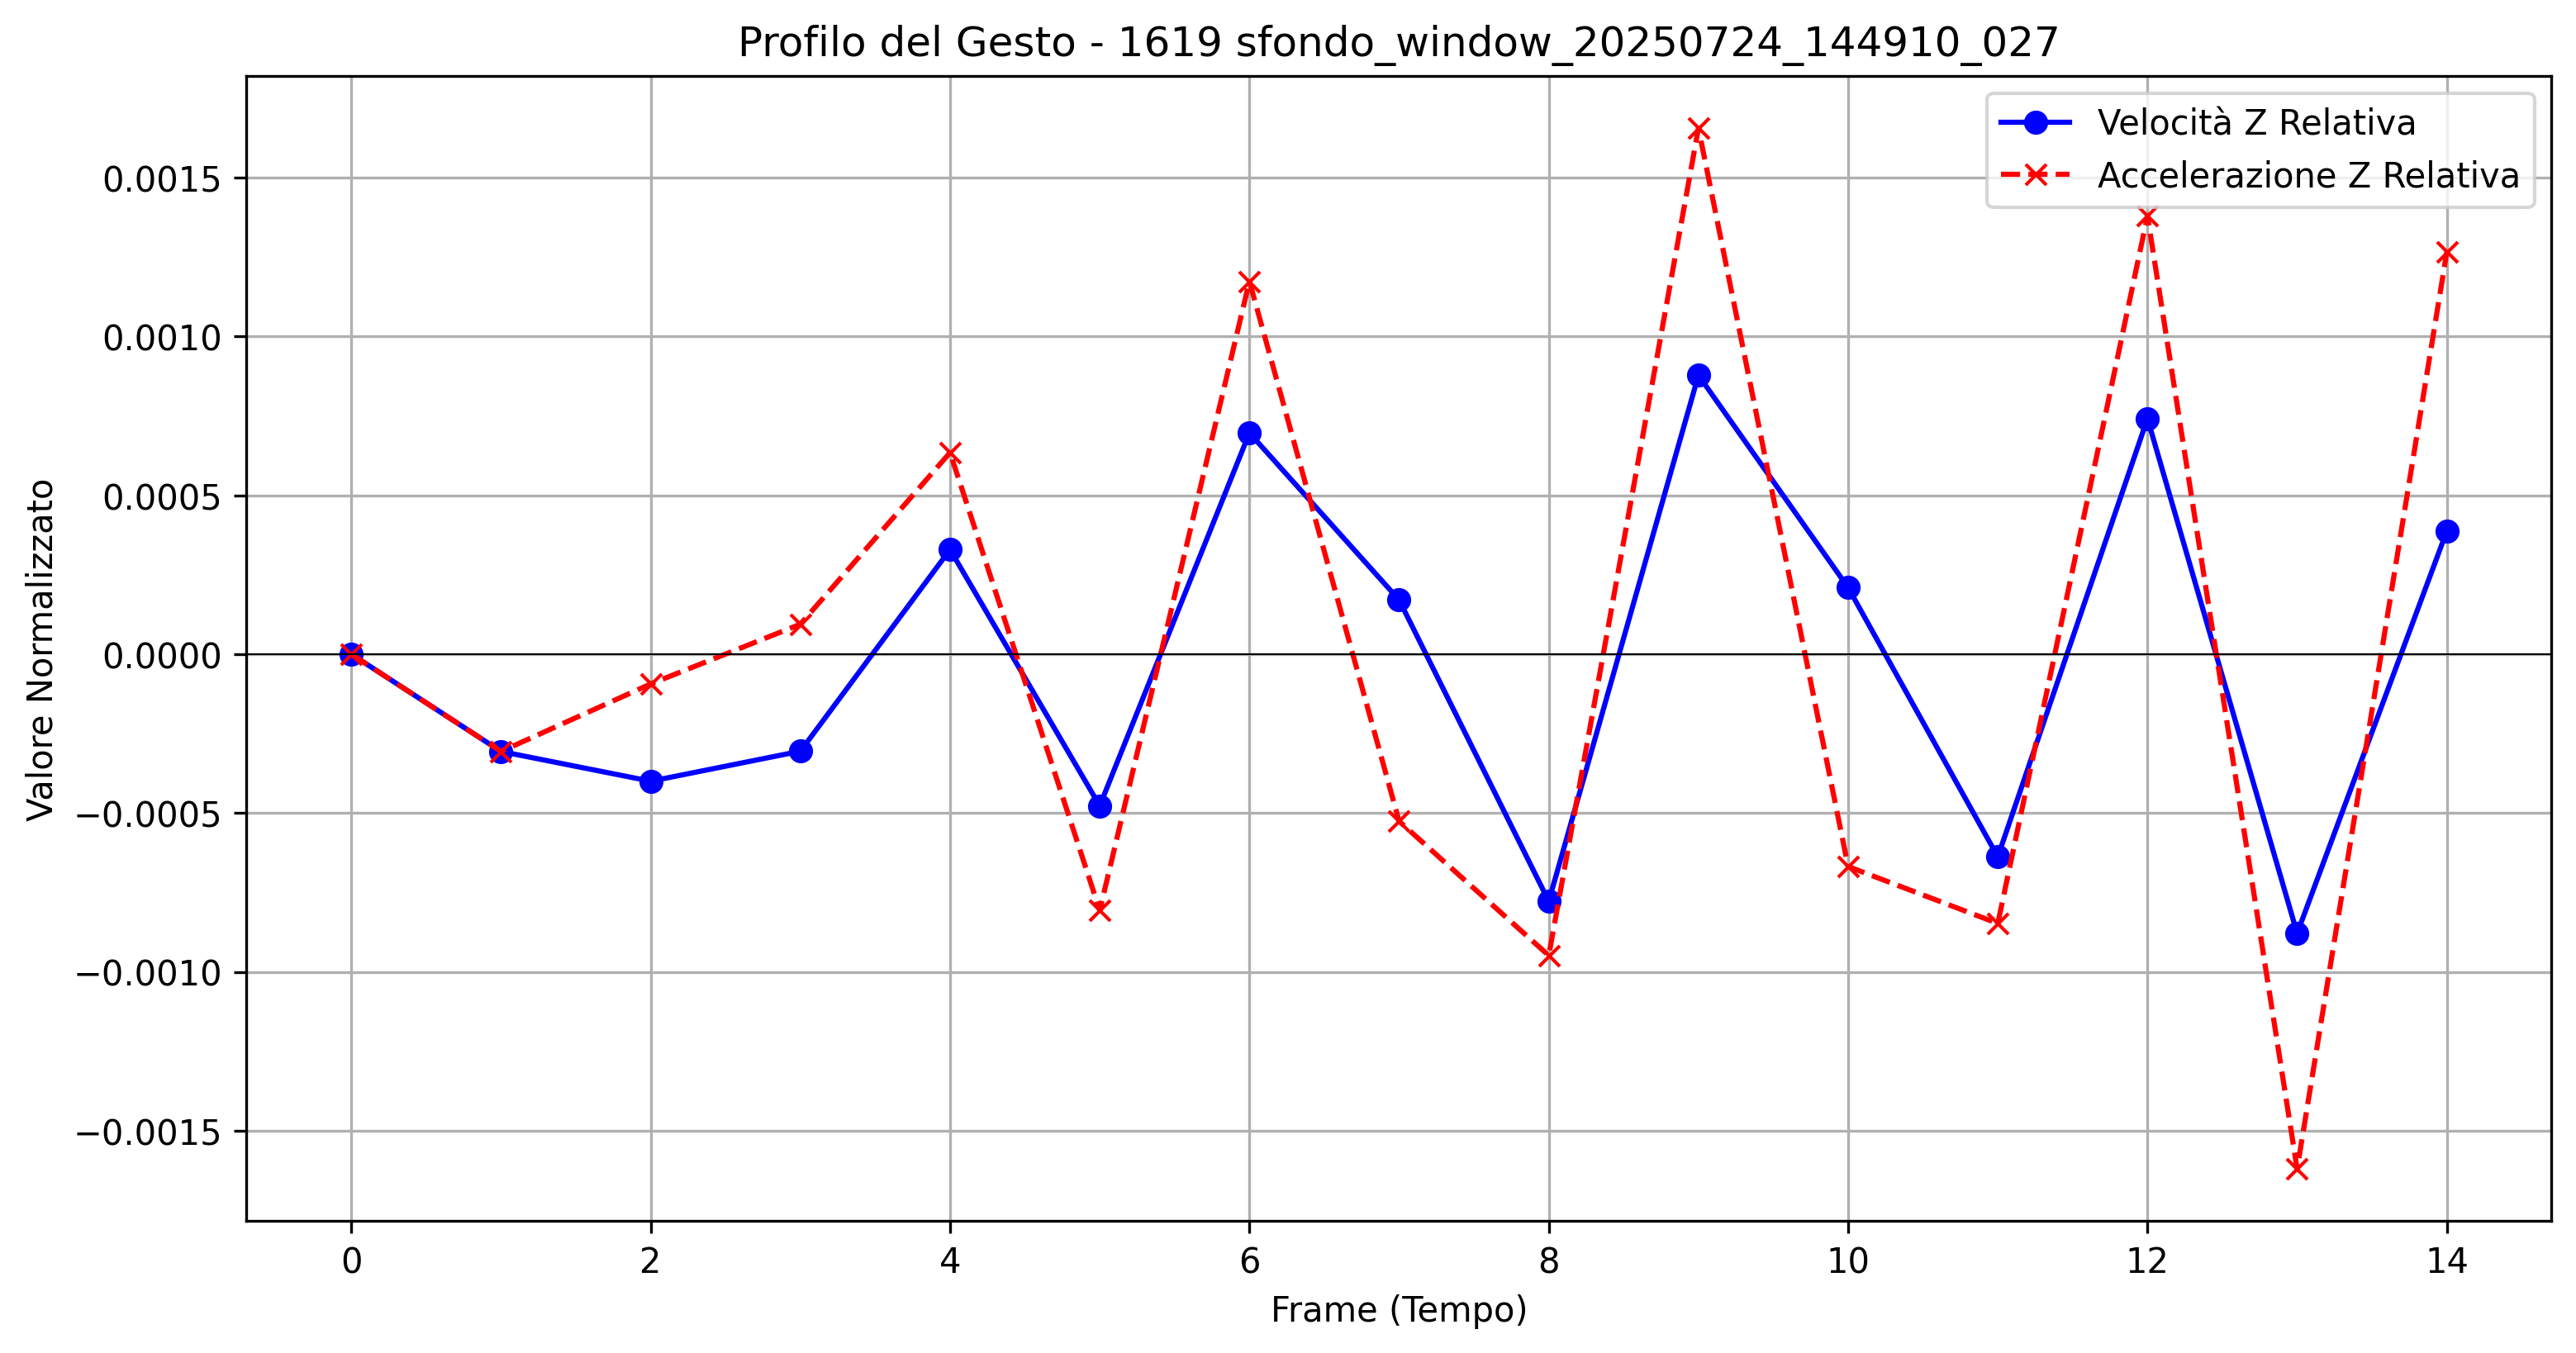 Profilo del Gesto - 1619 sfondo_window_20250724_144910_027
Velocità Z Relativa
Accelerazione Z Relativa
Valore Normalizzato
0.0015
0.0010
0.0005
0.0000
−0.0005
−0.0010
−0.0015
0 2 4 6 8 10 12 14
Frame (Tempo)